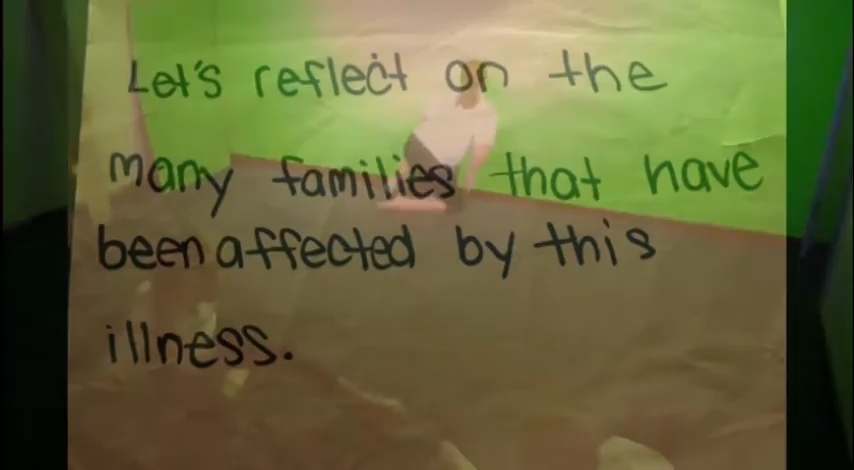 Let's reflect on the
many families that have
been affected by this
illness.